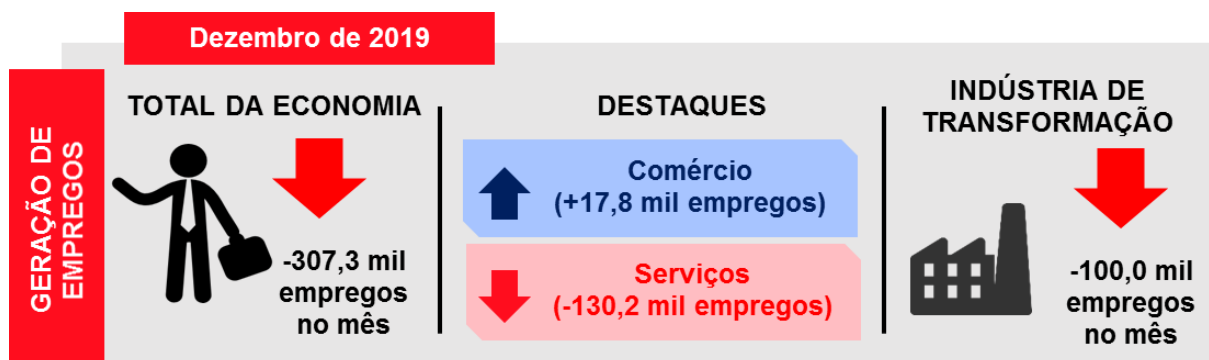 Dezembro de 2019
GERAÇÃO DE
EMPREGOS
TOTAL DA ECONOMIA
-307,3 mil
empregos
no mês
DESTAQUES
Comércio
(+17,8 mil empregos)
Serviços
(-130,2 mil empregos)
INDÚSTRIA DE
TRANSFORMAÇÃO
-100,0 mil
empregos
no mês